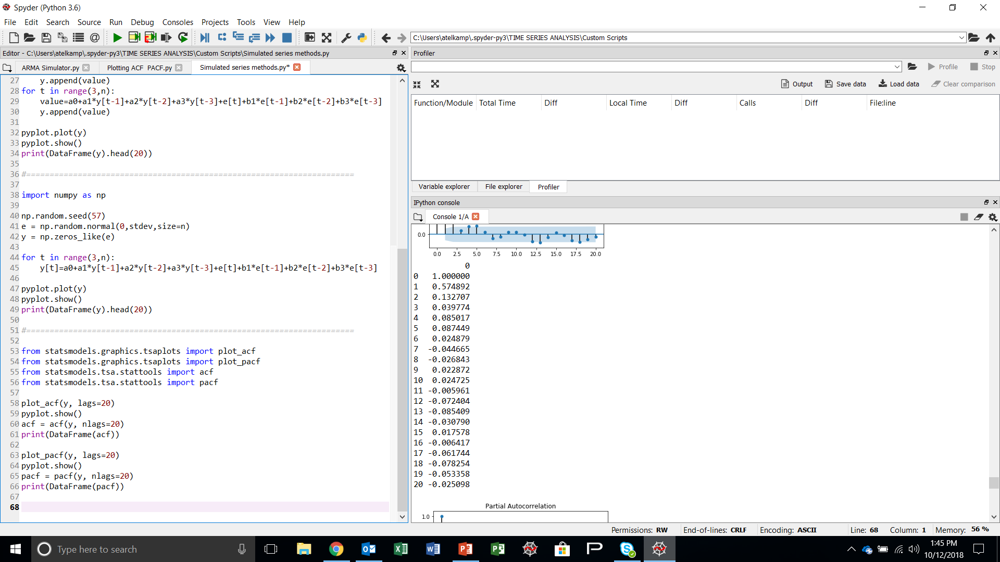 Spyder (Python 3.6)
File Edit Search Source Run Debug Consoles Projects Tools View Help
C:\Users\atelkamp\.spyder-py3\TIME SERIES ANALYSIS\Custom Scripts
Editor - C:\Users\atelkamp\.spyder-py3\TIME SERIES ANALYSIS\Custom Scripts\Simulated series methods.py
ARMA Simulator.py Plotting ACF PACF.py Simulated series methods.py*
27 y.append(value)
28 for t in range(3,n):
29 value=a0+a1*y[t-1]+a2*y[t-2]+a3*y[t-3]+e[t]+b1*e[t-1]+b2*e[t-2]+b3*e[t-3]
30 y.append(value)
31
32 pyplot.plot(y)
33 pyplot.show()
34 print(DataFrame(y).head(20))
35
36 #======================================================================
37
38 import numpy as np
39
40 np.random.seed(57)
41 e = np.random.normal(0,stdev,size=n)
42 y = np.zeros_like(e)
43
44 for t in range(3,n):
45 y[t]=a0+a1*y[t-1]+a2*y[t-2]+a3*y[t-3]+e[t]+b1*e[t-1]+b2*e[t-2]+b3*e[t-3]
46
47 pyplot.plot(y)
48 pyplot.show()
49 print(DataFrame(y).head(20))
50
51 #======================================================================
52
53 from statsmodels.graphics.tsaplots import plot_acf
54 from statsmodels.graphics.tsaplots import plot_pacf
55 from statsmodels.tsa.stattools import acf
56 from statsmodels.tsa.stattools import pacf
57
58 plot_acf(y, lags=20)
59 pyplot.show()
60 acf = acf(y, nlags=20)
61 print(DataFrame(acf))
62
63 plot_pacf(y, lags=20)
64 pyplot.show()
65 pacf = pacf(y, nlags=20)
66 print(DataFrame(pacf))
67
68
Profiler
Profile Stop
Output Save data Load data Clear comparison
Function/Module Total Time Diff Local Time Diff Calls Diff File:line
Variable explorer File explorer Profiler
IPython console
Console 1/A
0.0
0.0 2.5 5.0 7.5 10.0 12.5 15.0 17.5 20.0
0
0 1.000000
1 0.574892
2 0.132707
3 0.039774
4 0.085017
5 0.087449
6 0.024879
7 -0.044665
8 -0.026843
9 0.022872
10 0.024725
11 -0.005961
12 -0.072404
13 -0.085409
14 -0.030790
15 0.017578
16 -0.006417
17 -0.061744
18 -0.078254
19 -0.053358
20 -0.025098
Partial Autocorrelation
1.0
Permissions: RW End-of-lines: CRLF Encoding: ASCII Line: 68 Column: 1 Memory: 56 %
Type here to search
1:45 PM
10/12/2018